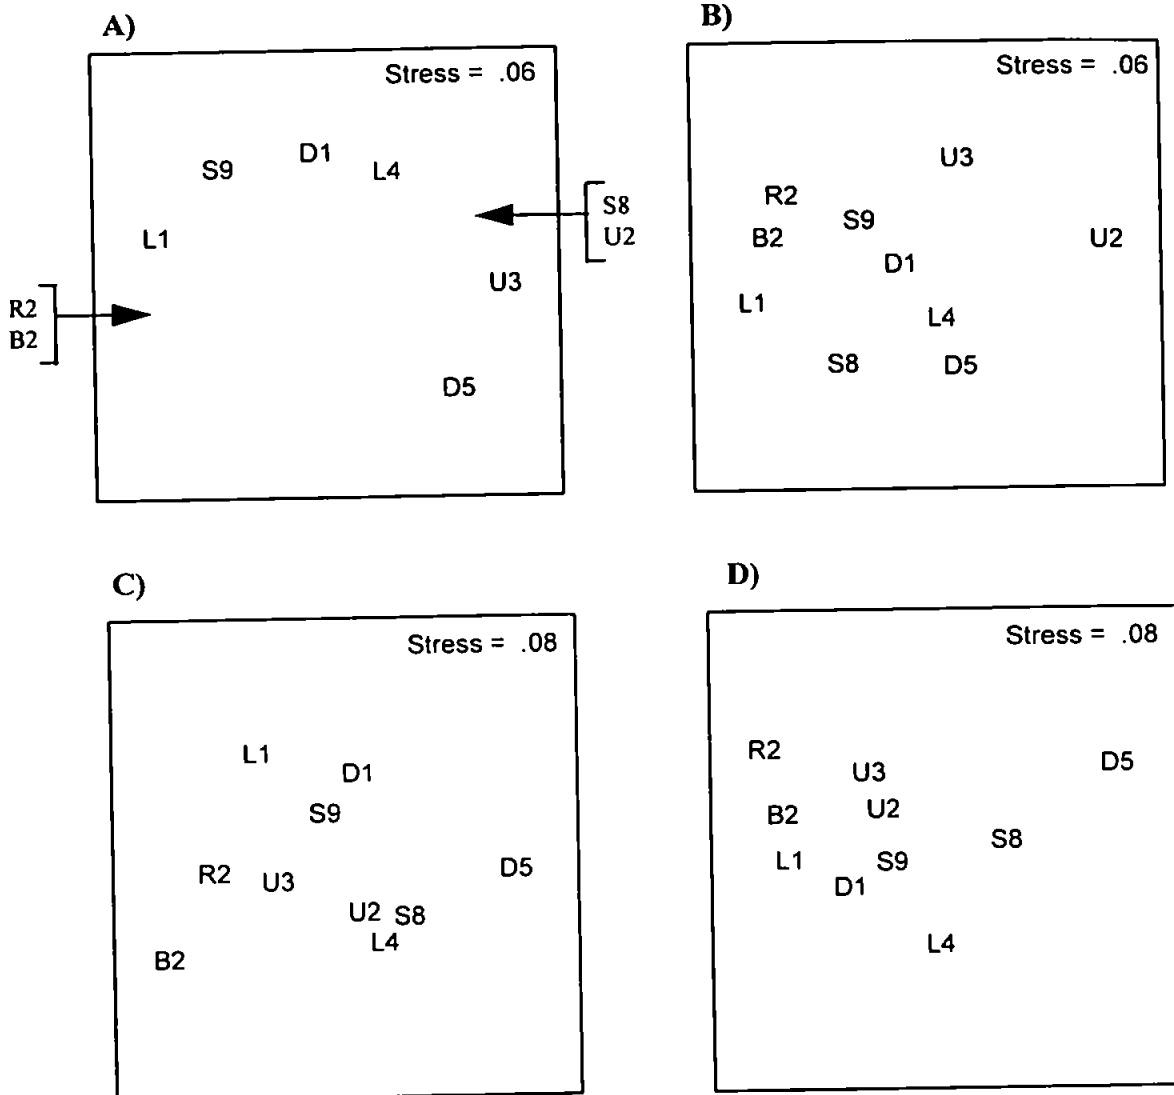 A)
Stress = .06
S9
D1
L4
S8
U2
L1
U3
R2
B2
D5
B)
Stress = .06
U3
R2
S9
B2
U2
D1
L1
L4
S8
D5
C)
Stress = .08
L1
D1
S9
R2
U3
D5
U2
S8
L4
B2
D)
Stress = .08
R2
U3
D5
B2
U2
S8
L1
S9
D1
L4